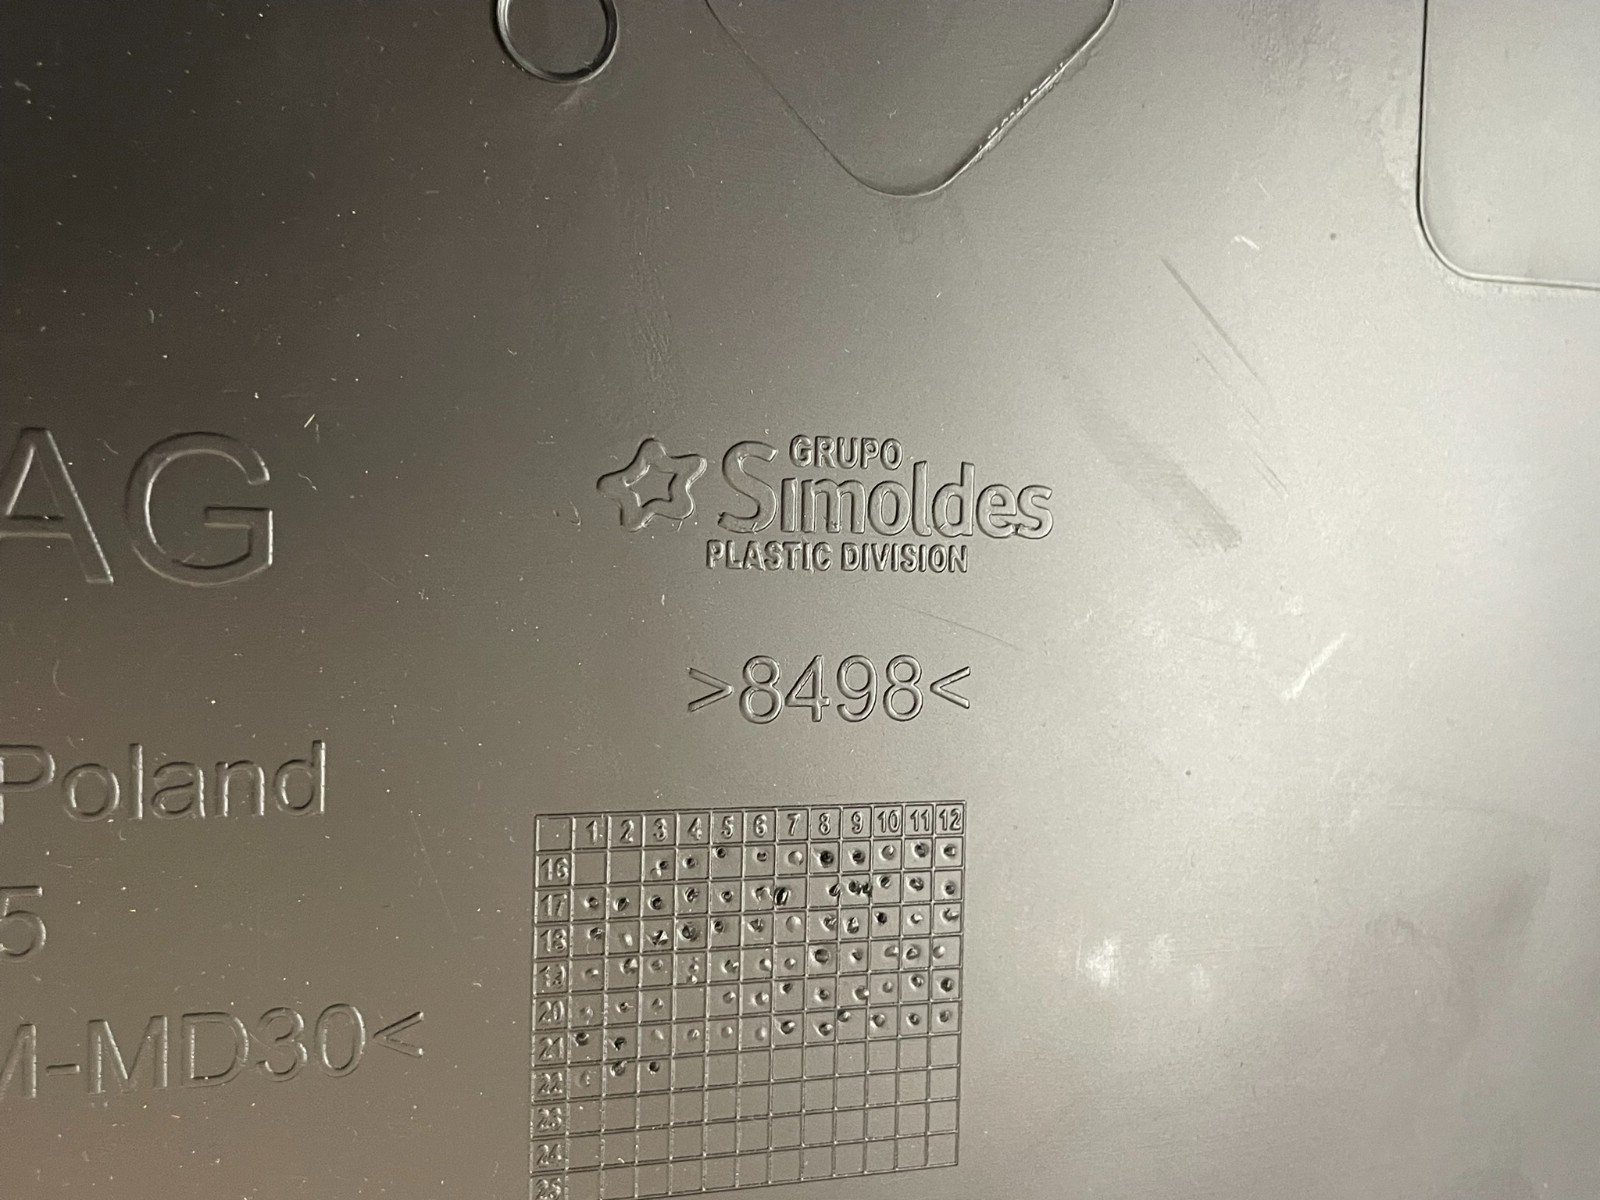 AG
GRUPO
Simoldes
PLASTIC DIVISION
>8498<
Poland
5
M-MD30<
1 2 3 4 5 6 7 8 9 10 11 12
16
17
18
19
20
21
22
23
24
25